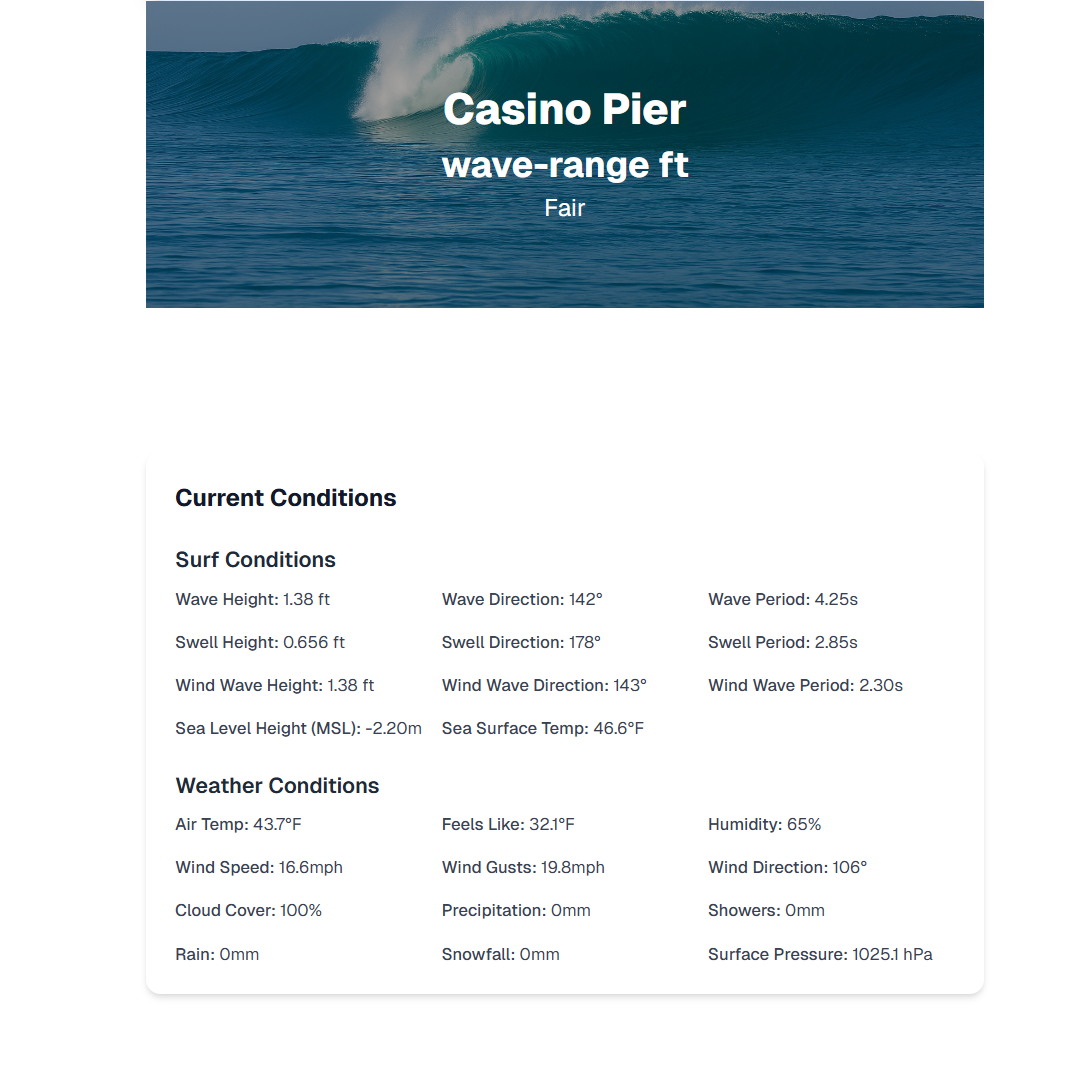 Casino Pier
wave-range ft
Fair
Current Conditions
Surf Conditions
Wave Height: 1.38 ft Wave Direction: 142° Wave Period: 4.25s
Swell Height: 0.656 ft Swell Direction: 178° Swell Period: 2.85s
Wind Wave Height: 1.38 ft Wind Wave Direction: 143° Wind Wave Period: 2.30s
Sea Level Height (MSL): -2.20m Sea Surface Temp: 46.6°F
Weather Conditions
Air Temp: 43.7°F Feels Like: 32.1°F Humidity: 65%
Wind Speed: 16.6mph Wind Gusts: 19.8mph Wind Direction: 106°
Cloud Cover: 100% Precipitation: 0mm Showers: 0mm
Rain: 0mm Snowfall: 0mm Surface Pressure: 1025.1 hPa